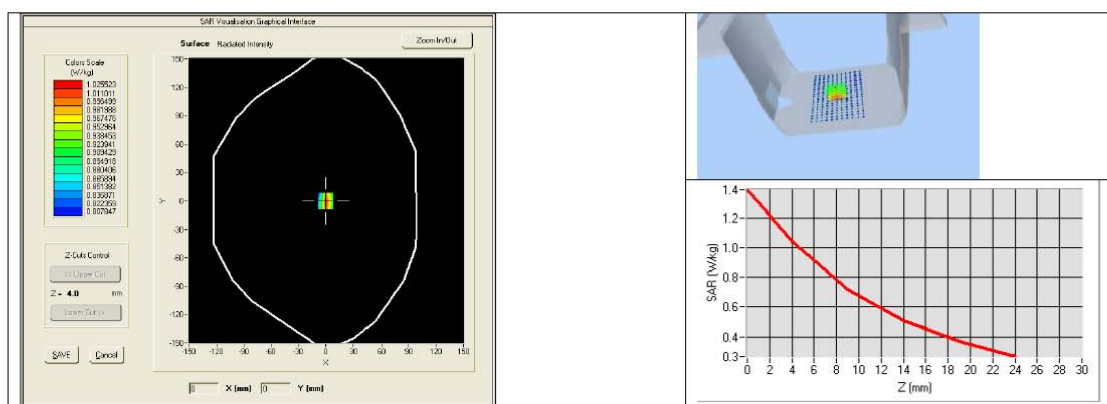 SAR Visualisation Graphical Interface
Surface Radiated Intensity
Zoom In/Out
Colors Scale
(W/kg)
1.025523
1.011011
0.996499
0.981988
0.967476
0.952964
0.938453
0.923941
0.909429
0.894918
0.880406
0.865894
0.851382
0.836871
0.822359
0.807847
Z-Cuts Control
<< Upper Cut
Z = 4.0 mm
Lower Cut >>
SAVE Cancel
150
120
90
60
30
0
-30
-60
-90
-120
-150
Y
-150 -120 -90 -60 -30 0 30 60 90 120 150
X
0 X (mm) 0 Y (mm)
1.4
1.2
1.0
0.8
0.6
0.4
0.3
SAR (W/kg)
0 2 4 6 8 10 12 14 16 18 20 22 24 26 28 30
Z (mm)